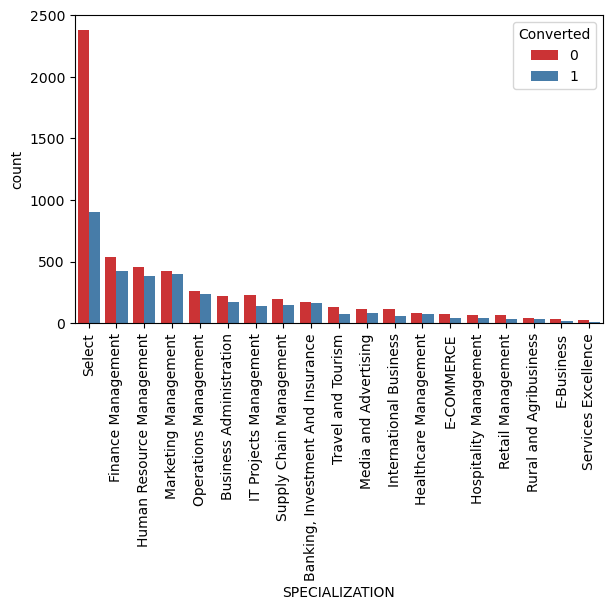 2500
2000
1500
1000
500
0
count
Converted
0
1
Select
Finance Management
Human Resource Management
Marketing Management
Operations Management
Business Administration
IT Projects Management
Supply Chain Management
Banking, Investment And Insurance
Travel and Tourism
Media and Advertising
International Business
Healthcare Management
E-COMMERCE
Hospitality Management
Retail Management
Rural and Agribusiness
E-Business
Services Excellence
SPECIALIZATION